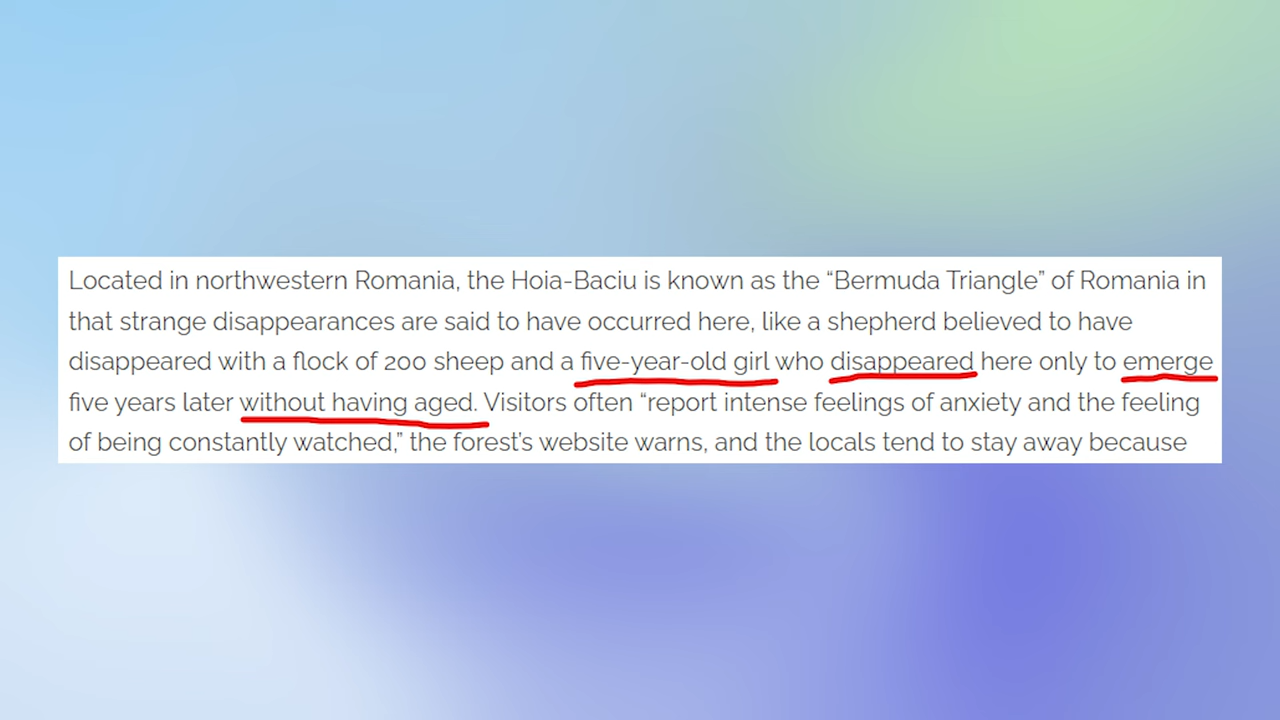 Located in northwestern Romania, the Hoia-Baciu is known as the “Bermuda Triangle” of Romania in
that strange disappearances are said to have occurred here, like a shepherd believed to have
disappeared with a flock of 200 sheep and a five-year-old girl who disappeared here only to emerge
five years later without having aged. Visitors often “report intense feelings of anxiety and the feeling
of being constantly watched,” the forest’s website warns, and the locals tend to stay away because